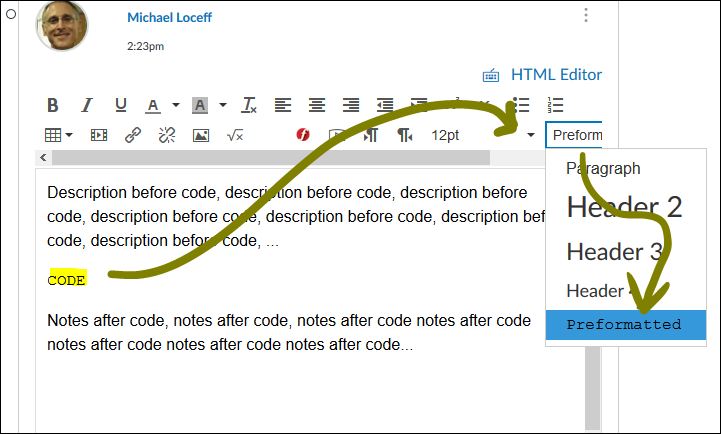 Michael Loceff
2:23pm
HTML Editor
B I U A A Tx
12pt Preform
Paragraph
Header 2
Header 3
Header 4
Preformatted
Description before code, description before code, description before
code, description before code, description before code, description bef
code, description before code, ...
CODE
Notes after code, notes after code, notes after code notes after code
notes after code notes after code notes after code...